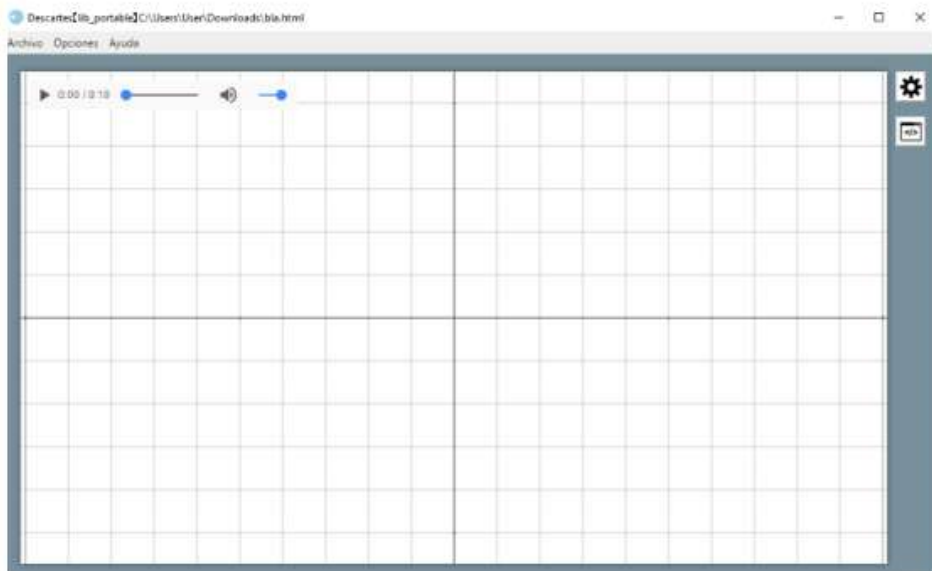 Descartes【lib_portable】C:\Users\User\Downloads\bla.html
Archivo Opciones Ayuda
0:00 / 0:10